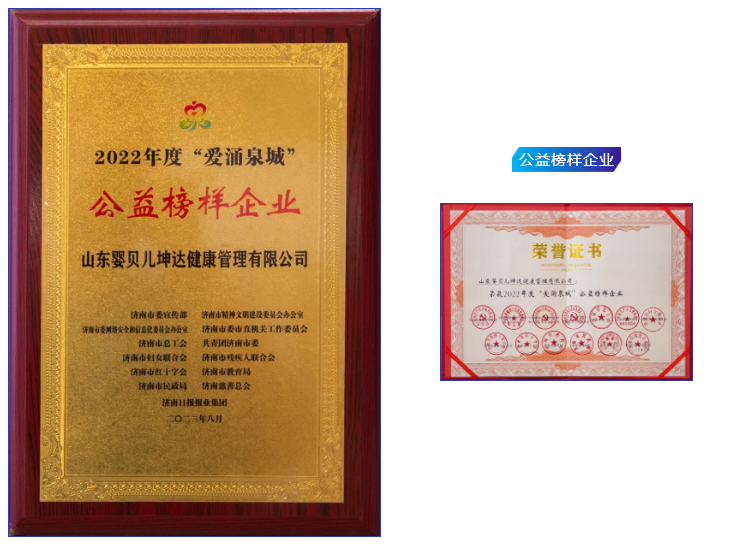 2022年度“爱涌泉城”
公益榜样企业
山东婴贝儿坤达健康管理有限公司
济南市委宣传部 济南市精神文明建设委员会办公室
济南市委网络安全和信息化委员会办公室 济南市委市直机关工作委员会
济南市总工会 共青团济南市委
济南市妇女联合会 济南市残疾人联合会
济南市红十字会 济南市教育局
济南市民政局 济南慈善总会
济南日报报业集团
二〇二三年八月
公益榜样企业
荣誉证书
山东婴贝儿坤达健康管理有限公司:
荣获2022年度“爱涌泉城”公益榜样企业